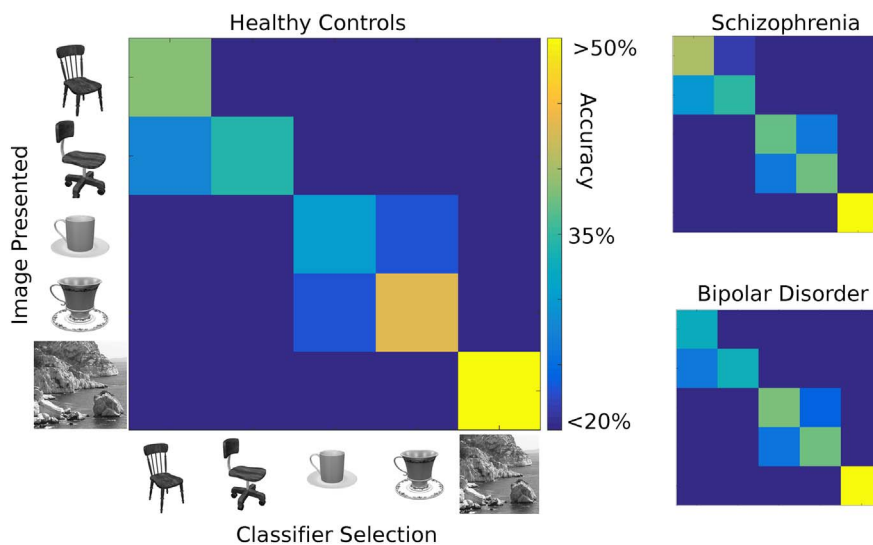 Healthy Controls
Schizophrenia
>50%
Accuracy
35%
<20%
Image Presented
Bipolar Disorder
Classifier Selection